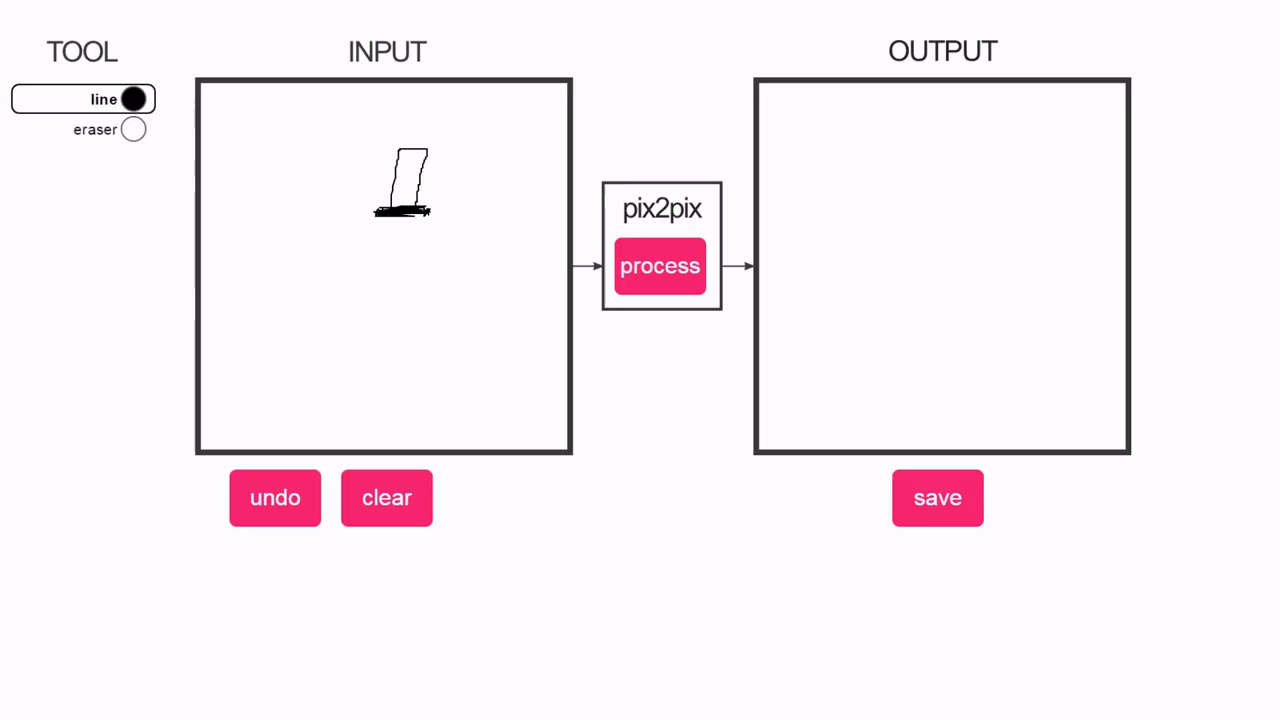 TOOL
INPUT
OUTPUT
line
eraser
pix2pix
process
undo
clear
save